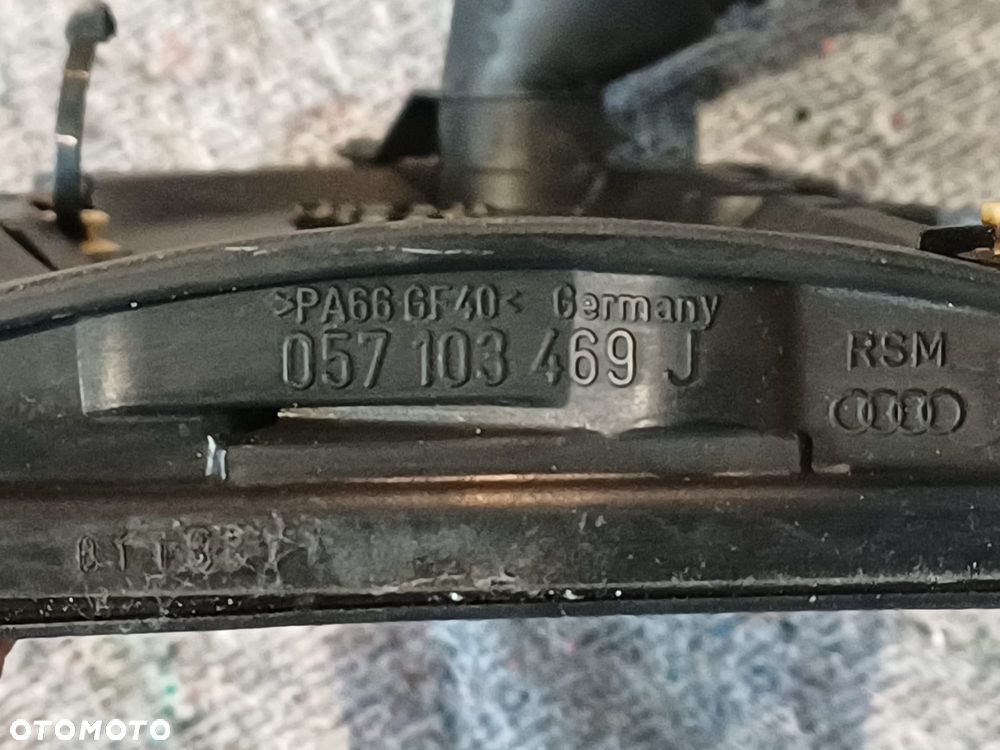 >PA66 GF40< Germany
057 103 469 J
RSM
OTOMOTO